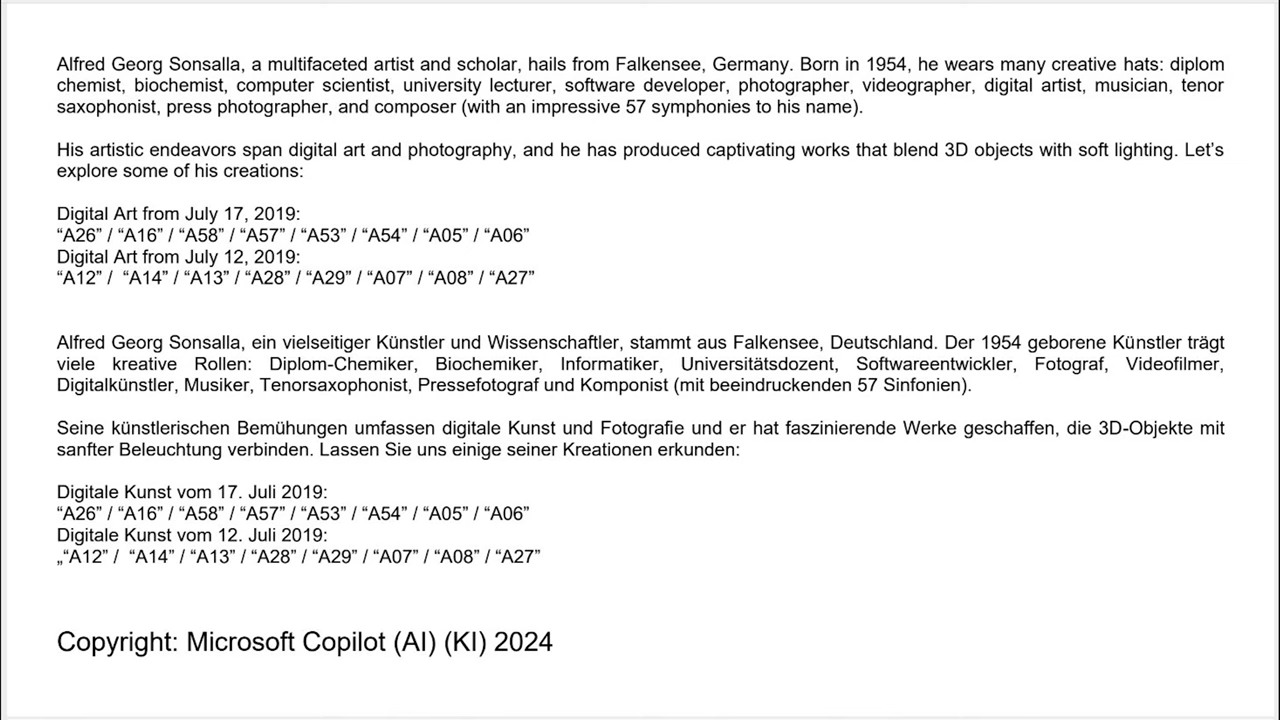 Alfred Georg Sonsalla, a multifaceted artist and scholar, hails from Falkensee, Germany. Born in 1954, he wears many creative hats: diplom
chemist, biochemist, computer scientist, university lecturer, software developer, photographer, videographer, digital artist, musician, tenor
saxophonist, press photographer, and composer (with an impressive 57 symphonies to his name).
His artistic endeavors span digital art and photography, and he has produced captivating works that blend 3D objects with soft lighting. Let’s
explore some of his creations:
Digital Art from July 17, 2019:
“A26” / “A16” / “A58” / “A57” / “A53” / “A54” / “A05” / “A06”
Digital Art from July 12, 2019:
“A12” /  “A14” / “A13” / “A28” / “A29” / “A07” / “A08” / “A27”
Alfred Georg Sonsalla, ein vielseitiger Künstler und Wissenschaftler, stammt aus Falkensee, Deutschland. Der 1954 geborene Künstler trägt
viele kreative Rollen: Diplom-Chemiker, Biochemiker, Informatiker, Universitätsdozent, Softwareentwickler, Fotograf, Videofilmer,
Digitalkünstler, Musiker, Tenorsaxophonist, Pressefotograf und Komponist (mit beeindruckenden 57 Sinfonien).
Seine künstlerischen Bemühungen umfassen digitale Kunst und Fotografie und er hat faszinierende Werke geschaffen, die 3D-Objekte mit
sanfter Beleuchtung verbinden. Lassen Sie uns einige seiner Kreationen erkunden:
Digitale Kunst vom 17. Juli 2019:
“A26” / “A16” / “A58” / “A57” / “A53” / “A54” / “A05” / “A06”
Digitale Kunst vom 12. Juli 2019:
„“A12” /  “A14” / “A13” / “A28” / “A29” / “A07” / “A08” / “A27”
Copyright: Microsoft Copilot (AI) (KI) 2024